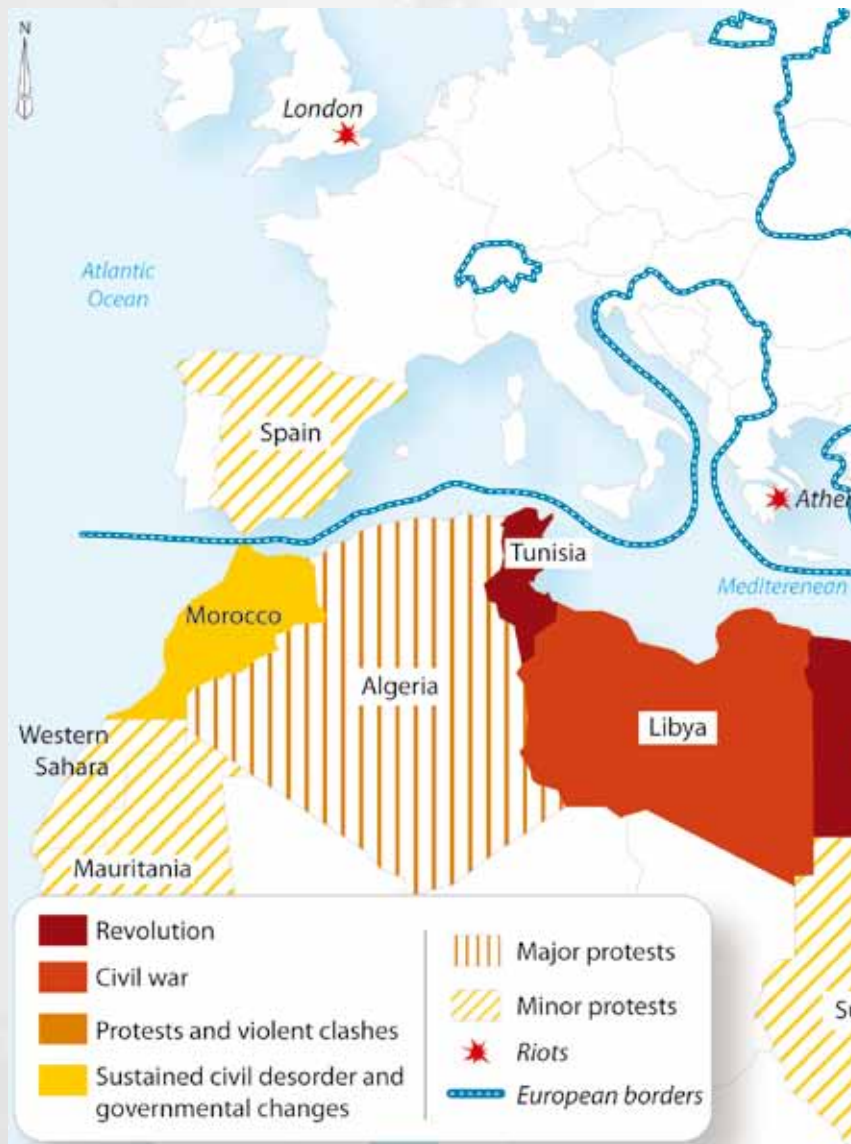 N
London
Atlantic
Ocean
Spain
Tunisia
Mediterenean
Morocco
Algeria
Libya
Western
Sahara
Mauritania
Revolution
Civil war
Protests and violent clashes
Sustained civil desorder and
governmental changes
Major protests
Minor protests
Riots
European borders